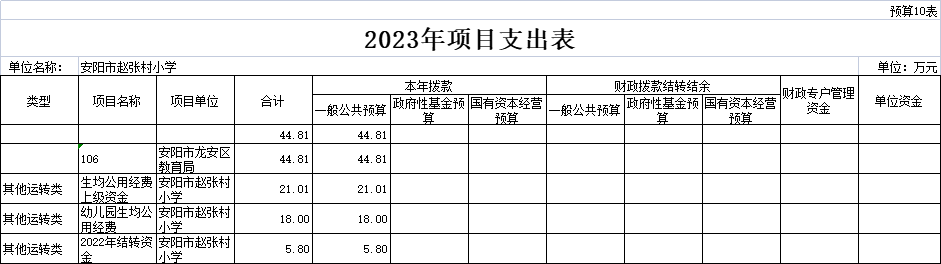 预算10表
2023年项目支出表
单位名称： 安阳市赵张村小学 单位：万元
类型 项目名称 项目单位 合计 本年拨款 财政拨款结转结余 财政专户管理资金 单位资金
一般公共预算 政府性基金预算 国有资本经营预算 一般公共预算 政府性基金预算 国有资本经营预算
44.81 44.81
106 安阳市龙安区教育局 44.81 44.81
其他运转类 生均公用经费上级资金 安阳市赵张村小学 21.01 21.01
其他运转类 幼儿园生均公用经费 安阳市赵张村小学 18.00 18.00
其他运转类 2022年结转资金 安阳市赵张村小学 5.80 5.80